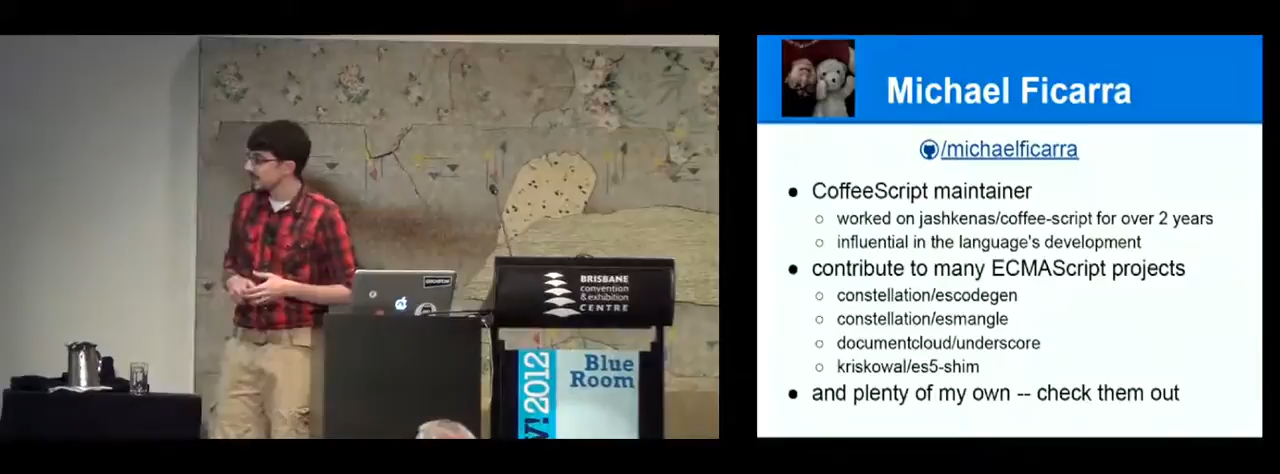 BRISBANE
convention
& exhibition
CENTRE
Blue
Room
V! 2012
Michael Ficarra
/michaelficarra
CoffeeScript maintainer
worked on jashkenas/coffee-script for over 2 years
influential in the language's development
contribute to many ECMAScript projects
constellation/escodegen
constellation/esmangle
documentcloud/underscore
kriskowal/es5-shim
and plenty of my own -- check them out